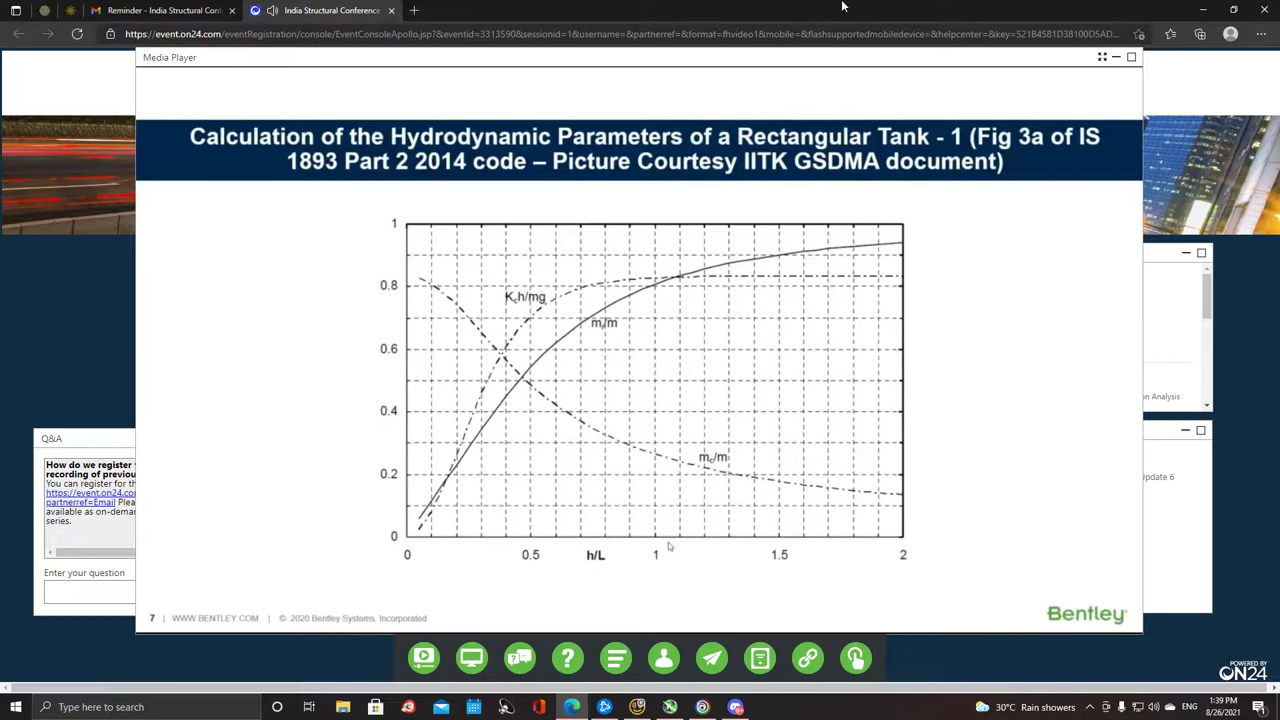 Reminder - India Structural Conf
India Structural Conference
https://event.on24.com/eventRegistration/console/EventConsoleApollo.jsp?&eventid=3313590&sessionid=1&username=&partnerref=&format=fhvideo1&mobile=&flashsupportedmobiledevice=&helpcenter=&key=521B4581D38100D5AD...
Media Player
Calculation of the Hydrodynamic Parameters of a Rectangular Tank - 1 (Fig 3a of IS
1893 Part 2 2014 code – Picture Courtesy IITK GSDMA document)
1
0.8
0.6
0.4
0.2
0
Kch/mg
mi/m
mc/m
0 0.5 h/L 1 1.5 2
7 | WWW.BENTLEY.COM | © 2020 Bentley Systems, Incorporated
Bentley
Q&A
How do we register
recording of previou
You can register for th
https://event.on24.co
partnerref=Email Plea
available as on-dema
series.
Enter your question
on Analysis
Update 6
POWERED BY
ON24
Type here to search
30°C Rain showers
ENG
1:39 PM
8/26/2021